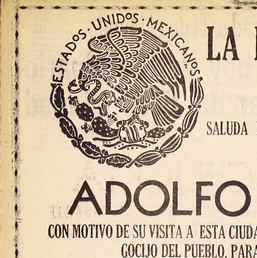 ESTADOS·UNIDOS·MEXICANOS
LA
SALUDA
ADOLFO
CON MOTIVO DE SU VISITA A ESTA CIUDA
GOCIJO DEL PUEBLO, PARA